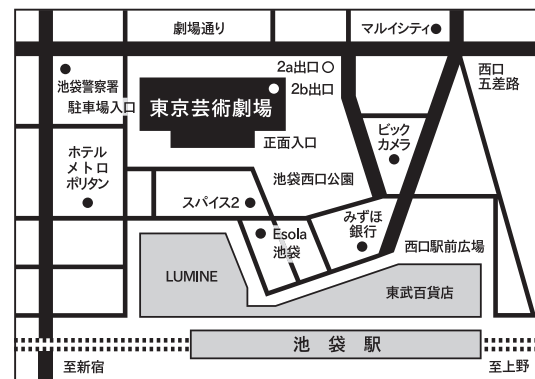 劇場通り
マルイシティ
2a出口
2b出口
西口
五差路
池袋警察署
駐車場入口
東京芸術劇場
正面入口
ビック
カメラ
ホテル
メトロ
ポリタン
池袋西口公園
スパイス2
みずほ
銀行
Esola
池袋
西口駅前広場
LUMINE
東武百貨店
池袋駅
至新宿
至上野